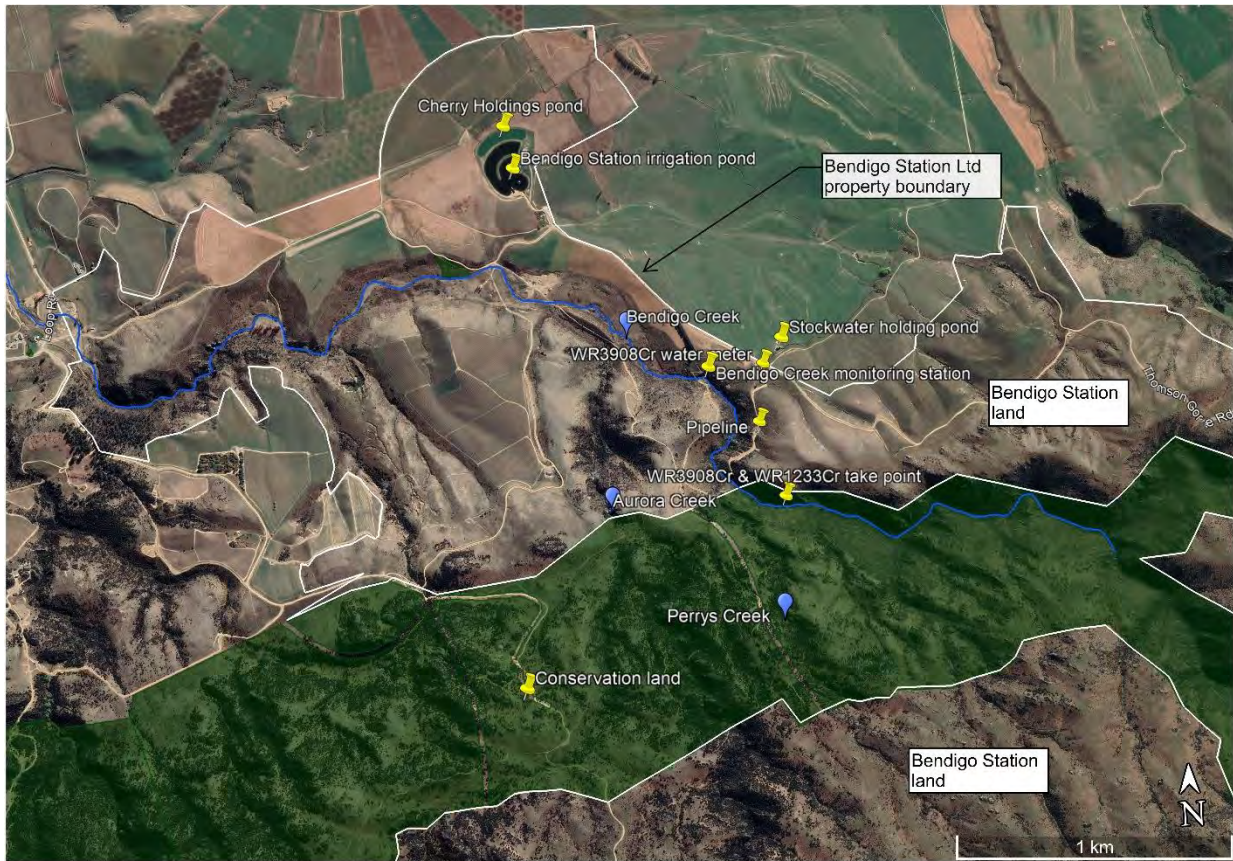 Cherry Holdings pond
Bendigo Station irrigation pond
Bendigo Station Ltd
property boundary
Loop Rd
Bendigo Creek
Stockwater holding pond
WR3908Cr water meter
Bendigo Creek monitoring station
Bendigo Station
land
Thomson Gorge Rd
Pipeline
WR3908Cr & WR1233Cr take point
Aurora Creek
Perrys Creek
Conservation land
Bendigo Station
land
N
1 km